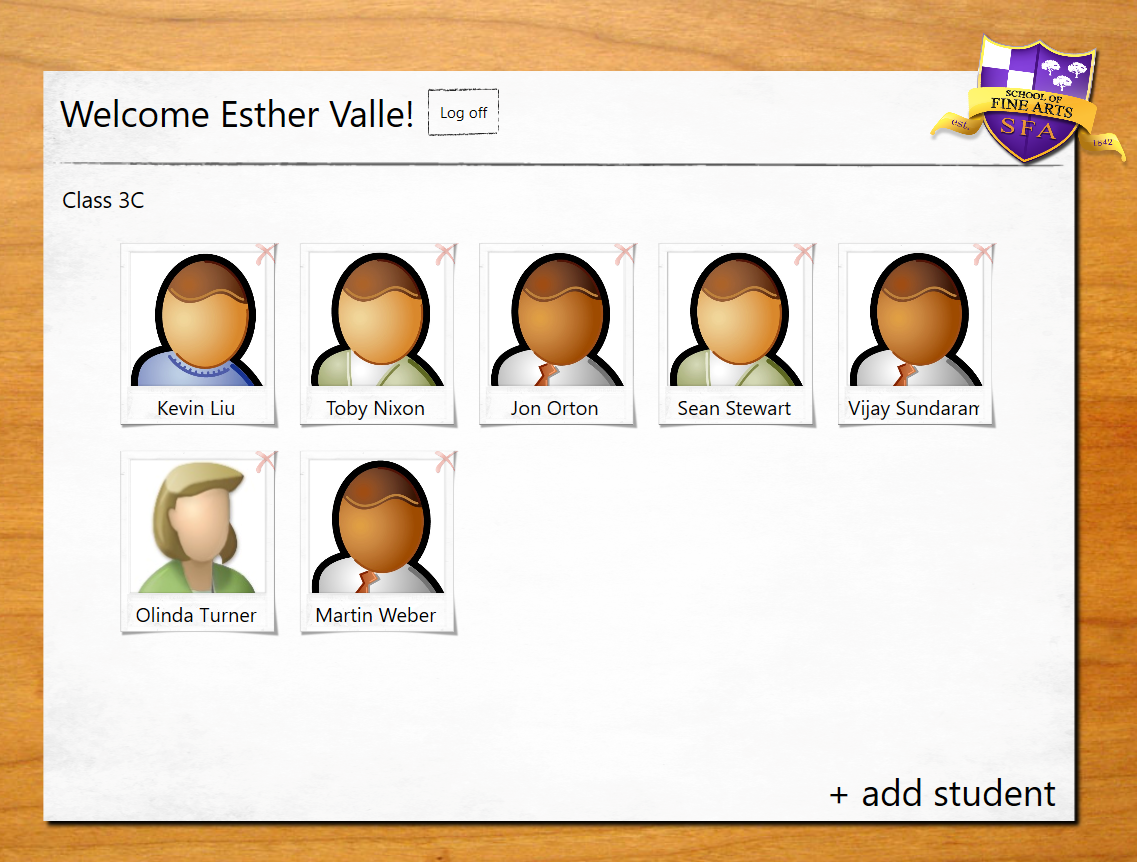 Welcome Esther Valle!
Log off
SCHOOL OF
FINE ARTS
SFA
est.
1842
Class 3C
Kevin Liu
Toby Nixon
Jon Orton
Sean Stewart
Vijay Sundaram
Olinda Turner
Martin Weber
+ add student